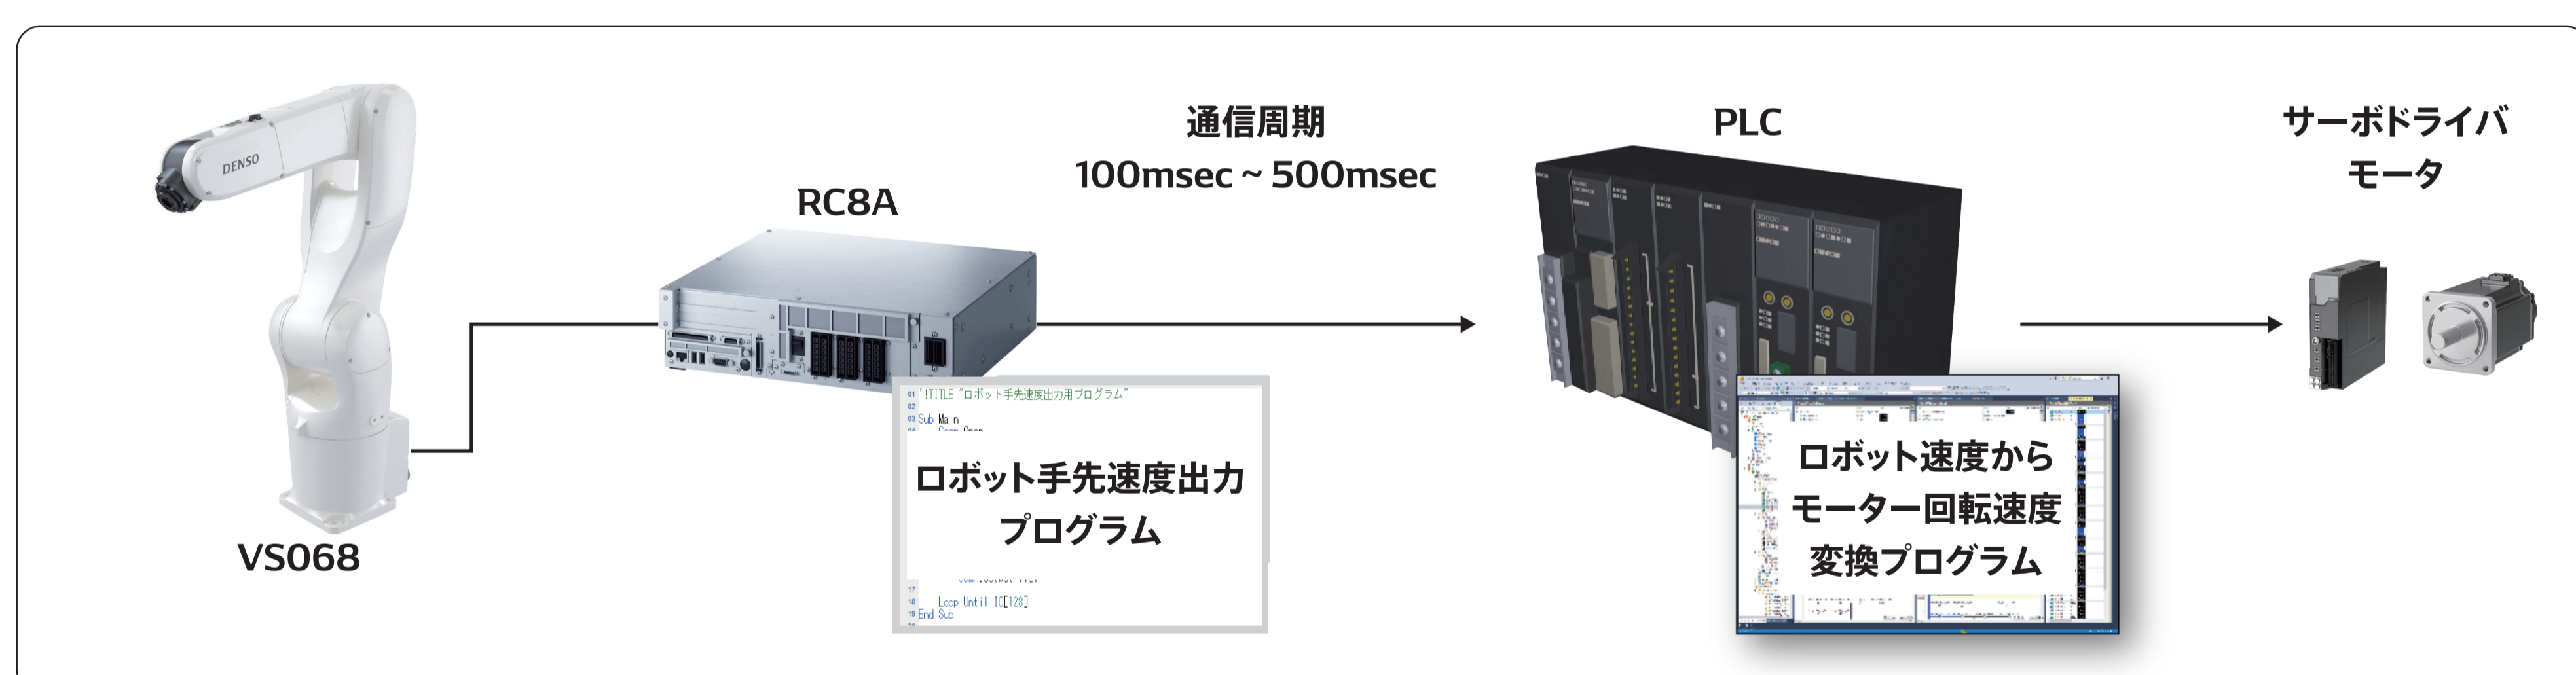 DENSO
VS068
RC8A
'!TITLE "ロボット手先速度出力用プログラム"
Sub Main
ロボット手先速度出力
プログラム
17
18 Loop Until IO[128]
19 End Sub
通信周期
100msec ~ 500msec
PLC
ロボット速度から
モーター回転速度
変換プログラム
サーボドライバ
モータ